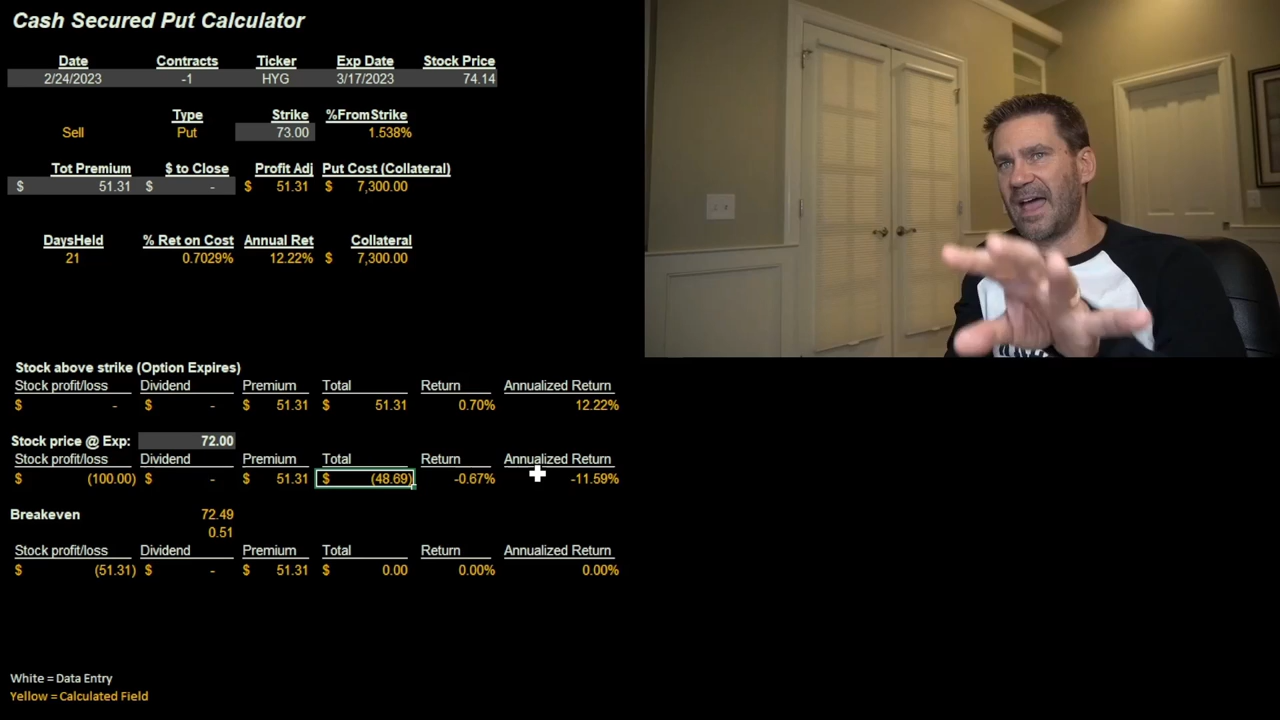 Cash Secured Put Calculator
Date Contracts Ticker Exp Date Stock Price
2/24/2023 -1 HYG 3/17/2023 74.14
Type Strike %FromStrike
Sell Put 73.00 1.538%
Tot Premium $ to Close Profit Adj Put Cost (Collateral)
$ 51.31 $ - $ 51.31 $ 7,300.00
DaysHeld % Ret on Cost Annual Ret Collateral
21 0.7029% 12.22% $ 7,300.00
Stock above strike (Option Expires)
Stock profit/loss Dividend Premium Total Return Annualized Return
$ - $ - $ 51.31 $ 51.31 0.70% 12.22%
Stock price @ Exp: 72.00
Stock profit/loss Dividend Premium Total Return Annualized Return
$ (100.00) $ - $ 51.31 $ (48.69) -0.67% -11.59%
Breakeven 72.49
0.51
Stock profit/loss Dividend Premium Total Return Annualized Return
$ (51.31) $ - $ 51.31 $ 0.00 0.00% 0.00%
White = Data Entry
Yellow = Calculated Field